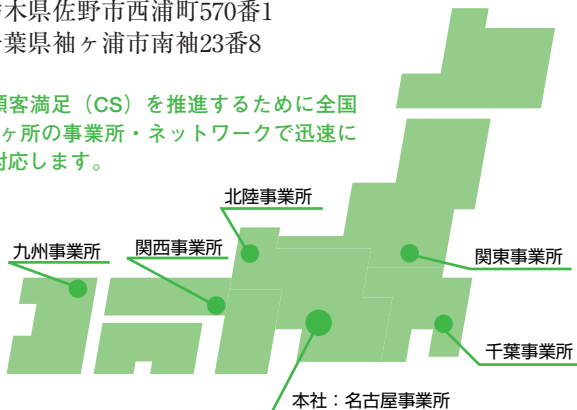 木県佐野市西浦町570番1
葉県袖ヶ浦市南袖23番8
顧客満足（CS）を推進するために全国
ヶ所の事業所・ネットワークで迅速に
対応します。
北陸事業所
九州事業所
関西事業所
関東事業所
千葉事業所
本社：名古屋事業所